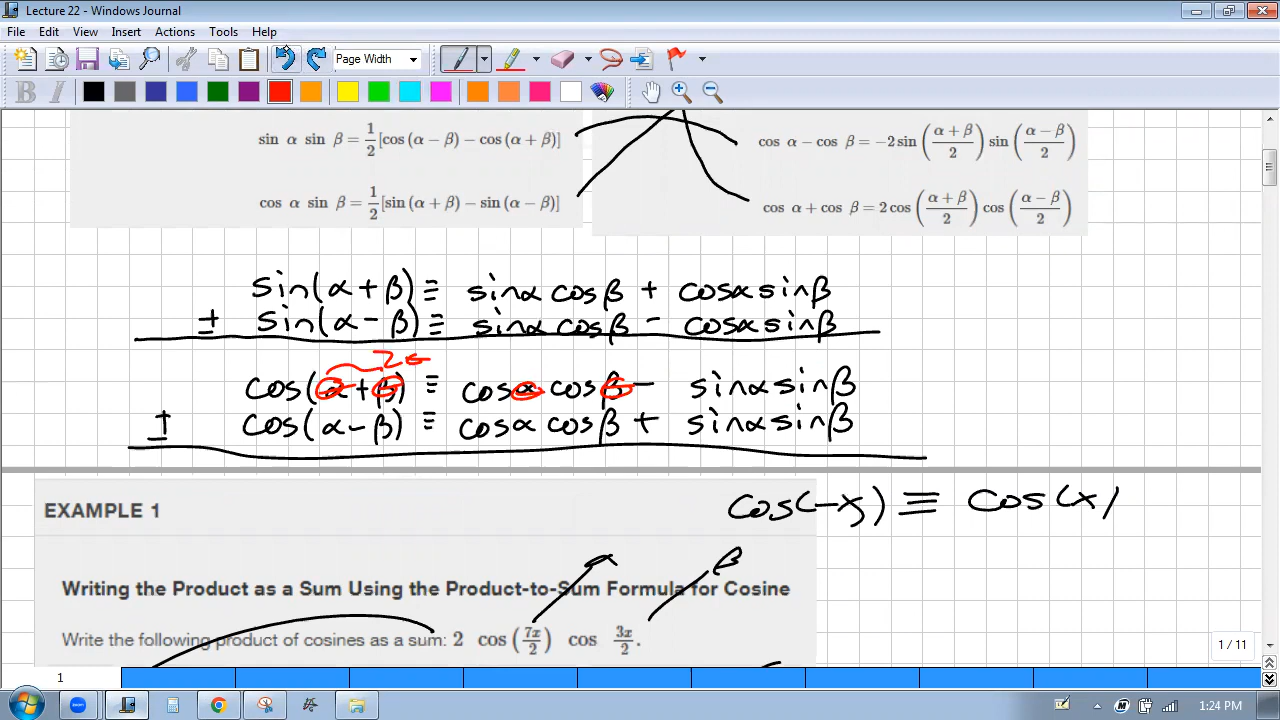 Lecture 22 - Windows Journal
File Edit View Insert Actions Tools Help
Page Width
B I
sin α sin β = 1/2 [cos (α − β) − cos (α + β)]
cos α − cos β = −2 sin ((α + β)/2) sin ((α − β)/2)
cos α sin β = 1/2 [sin (α + β) − sin (α − β)]
cos α + cos β = 2 cos ((α + β)/2) cos ((α − β)/2)
sin(α + β) ≡ sinα cosβ + cosα sinβ
± sin(α − β) ≡ sinα cosβ − cosα sinβ
2
cos(α + β) ≡ cosα cosβ − sinα sinβ
± cos(α − β) ≡ cosα cosβ + sinα sinβ
EXAMPLE 1
cos(−x) ≡ cos(x)
α β
Writing the Product as a Sum Using the Product-to-Sum Formula for Cosine
Write the following product of cosines as a sum: 2 cos (7x/2) cos 3x/2.
1 / 11
1
1:24 PM